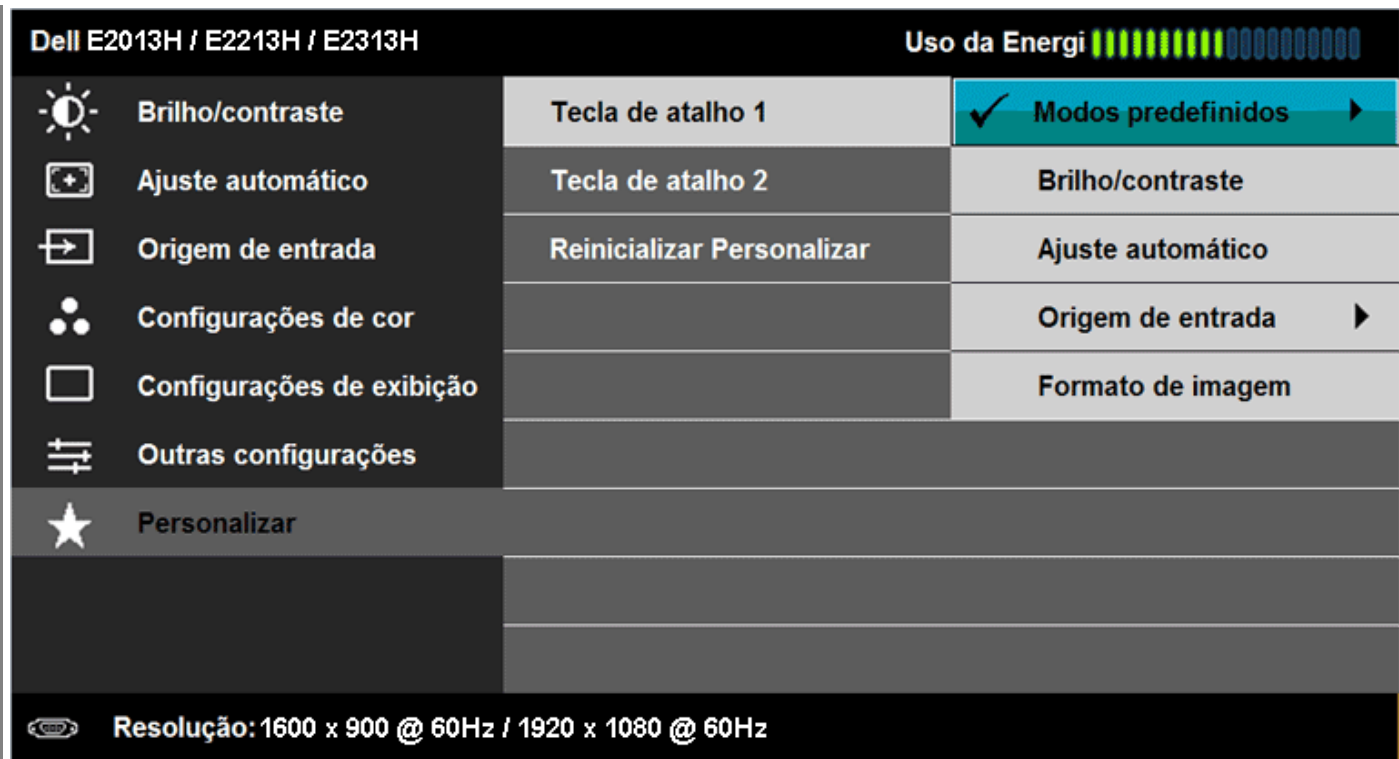 Dell E2013H / E2213H / E2313H
Uso da Energi
Brilho/contraste
Tecla de atalho 1
Modos predefinidos
Ajuste automático
Tecla de atalho 2
Brilho/contraste
Origem de entrada
Reinicializar Personalizar
Ajuste automático
Configurações de cor
Origem de entrada
Configurações de exibição
Formato de imagem
Outras configurações
Personalizar
Resolução: 1600 x 900 @ 60Hz / 1920 x 1080 @ 60Hz